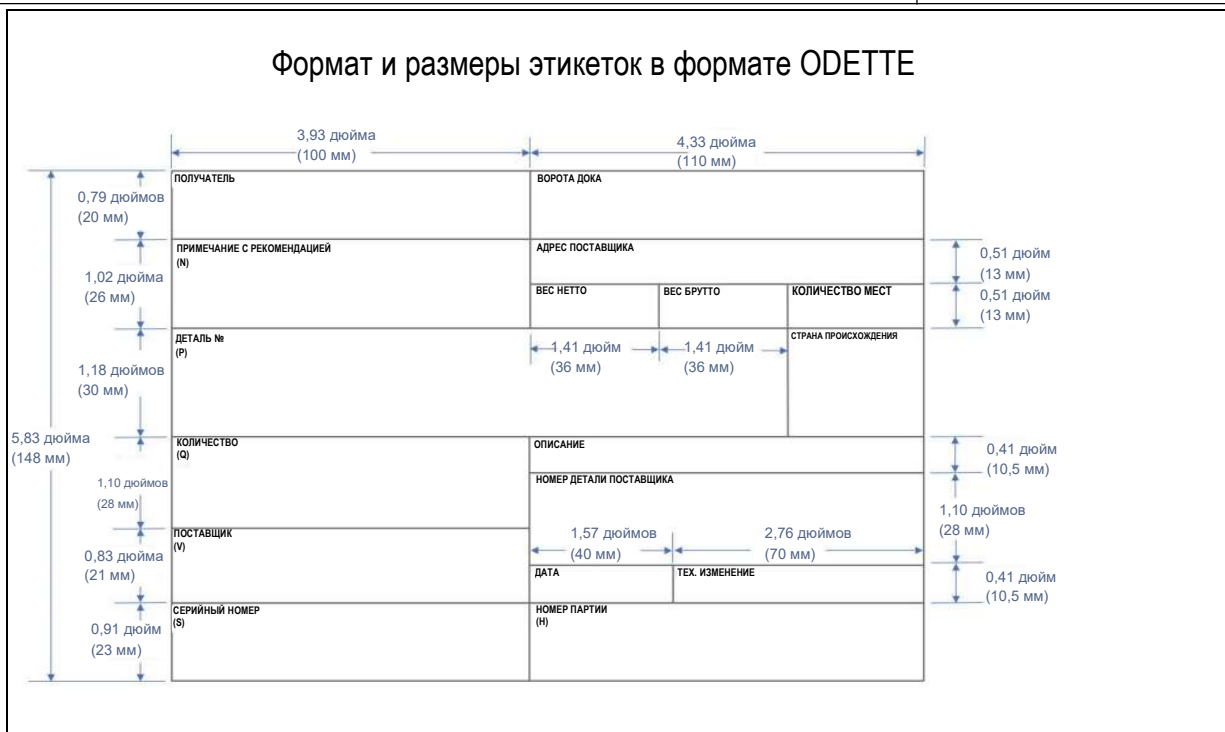 Формат и размеры этикеток в формате ODETTE
3,93 дюйма
(100 мм)
4,33 дюйма
(110 мм)
ПОЛУЧАТЕЛЬ
ВОРОТА ДОКА
0,79 дюймов
(20 мм)
ПРИМЕЧАНИЕ С РЕКОМЕНДАЦИЕЙ
(N)
АДРЕС ПОСТАВЩИКА
0,51 дюйм
(13 мм)
1,02 дюйма
(26 мм)
ВЕС НЕТТО
ВЕС БРУТТО
КОЛИЧЕСТВО МЕСТ
0,51 дюйм
(13 мм)
ДЕТАЛЬ №
(P)
СТРАНА ПРОИСХОЖДЕНИЯ
1,41 дюйм
(36 мм)
1,41 дюйм
(36 мм)
1,18 дюймов
(30 мм)
5,83 дюйма
(148 мм)
КОЛИЧЕСТВО
(Q)
ОПИСАНИЕ
0,41 дюйм
(10,5 мм)
НОМЕР ДЕТАЛИ ПОСТАВЩИКА
1,10 дюймов
(28 мм)
1,10 дюймов
(28 мм)
ПОСТАВЩИК
(V)
1,57 дюймов
(40 мм)
2,76 дюймов
(70 мм)
0,83 дюйма
(21 мм)
ДАТА
ТЕХ. ИЗМЕНЕНИЕ
0,41 дюйм
(10,5 мм)
СЕРИЙНЫЙ НОМЕР
(S)
НОМЕР ПАРТИИ
(H)
0,91 дюйм
(23 мм)